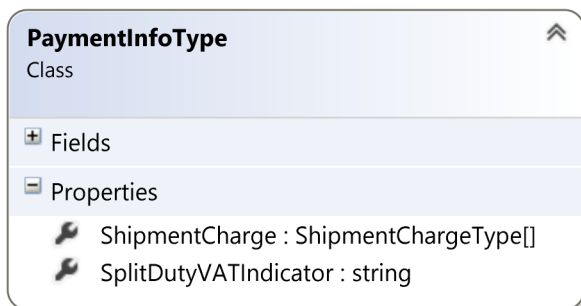 PaymentInfoType
Class
Fields
Properties
ShipmentCharge : ShipmentChargeType[]
SplitDutyVATIndicator : string